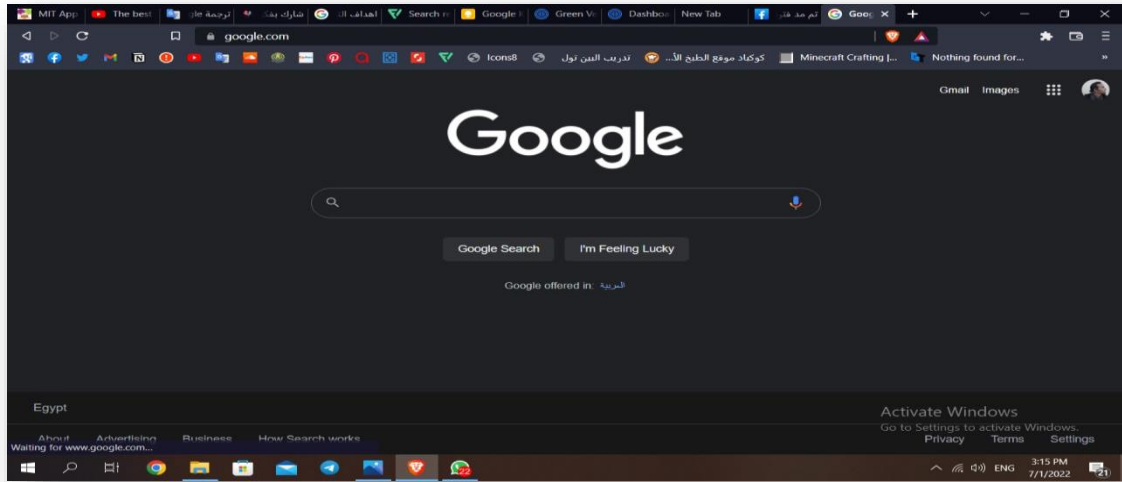 MIT App The best ترجمة gle شارك بفك اهداف ال Search r Google Green Ve Dashboa New Tab تم مد فتر Goog
google.com
Icons8 تدريب البين تول كوكباد موقع الطبخ الأ... Minecraft Crafting |... Nothing found for...
Gmail Images
Google
Google Search I'm Feeling Lucky
Google offered in: العربية
Egypt
Activate Windows
Go to Settings to activate Windows.
About Advertising Business How Search works Privacy Terms Settings
Waiting for www.google.com...
22 ENG 3:15 PM
7/1/2022 21